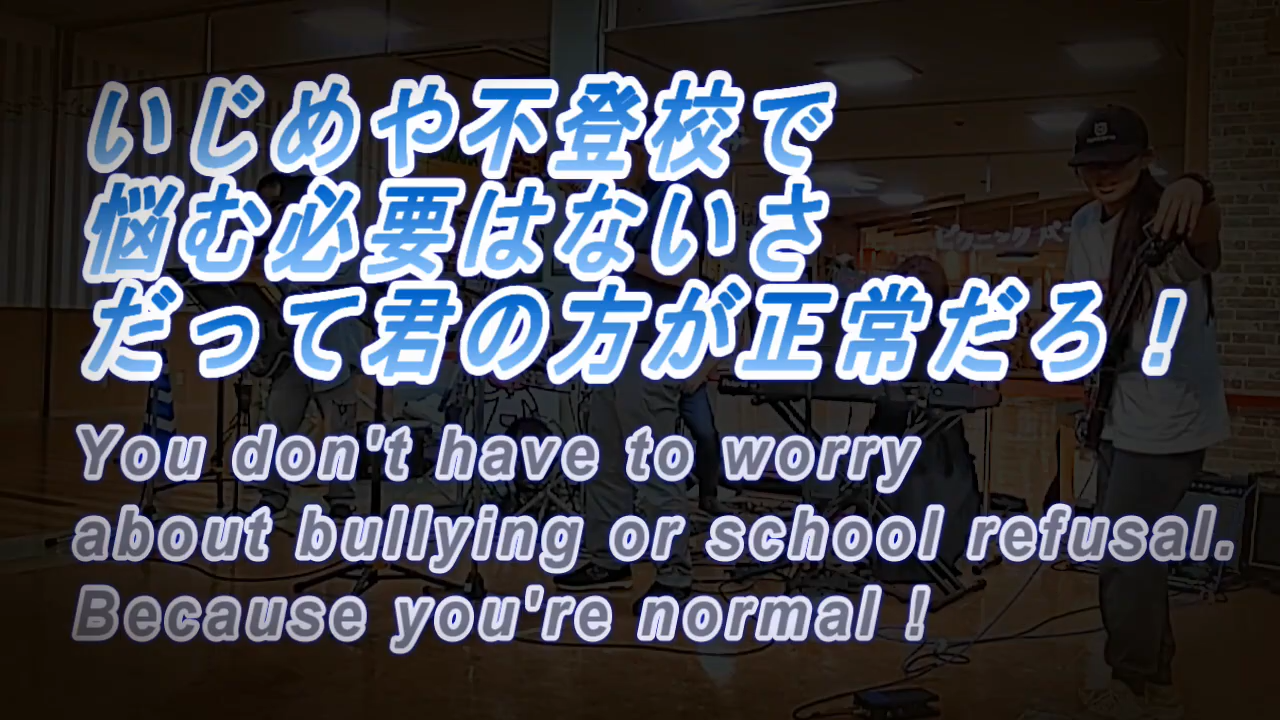 いじめや不登校で
悩む必要はないさ
だって君の方が正常だろ！
You don't have to worry
about bullying or school refusal.
Because you're normal !